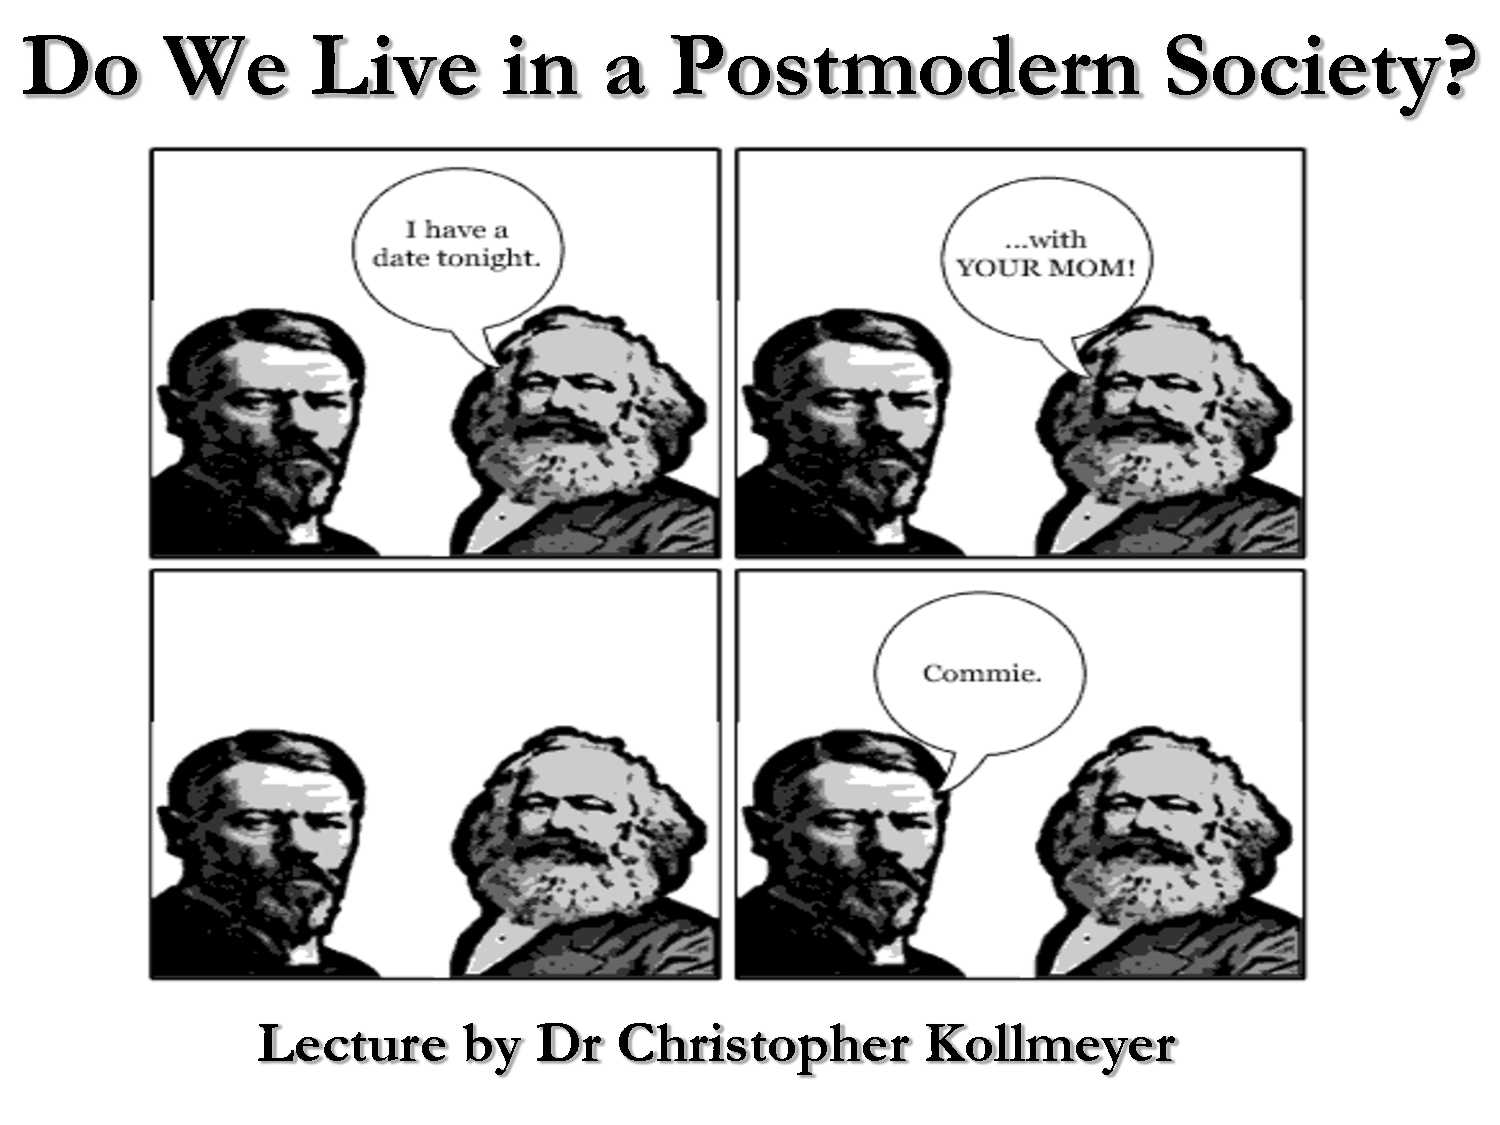 Do We Live in a Postmodern Society?
I have a
date tonight.
...with
YOUR MOM!
Commie.
Lecture by Dr Christopher Kollmeyer